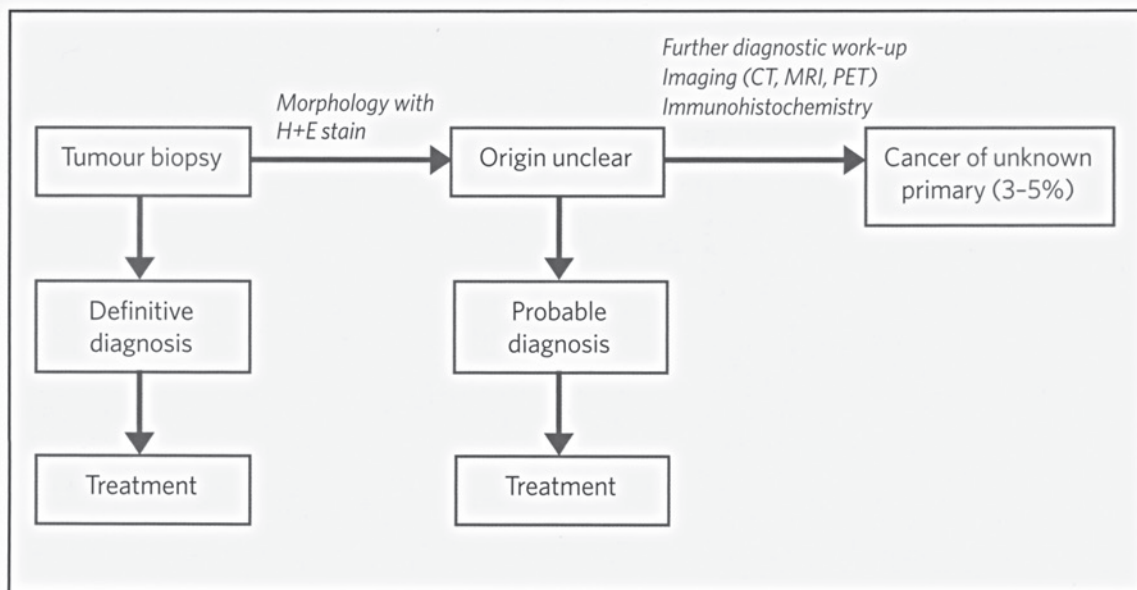 Further diagnostic work-up
Imaging (CT, MRI, PET)
Immunohistochemistry
Morphology with
H+E stain
Tumour biopsy
Origin unclear
Cancer of unknown
primary (3–5%)
Definitive
diagnosis
Probable
diagnosis
Treatment
Treatment